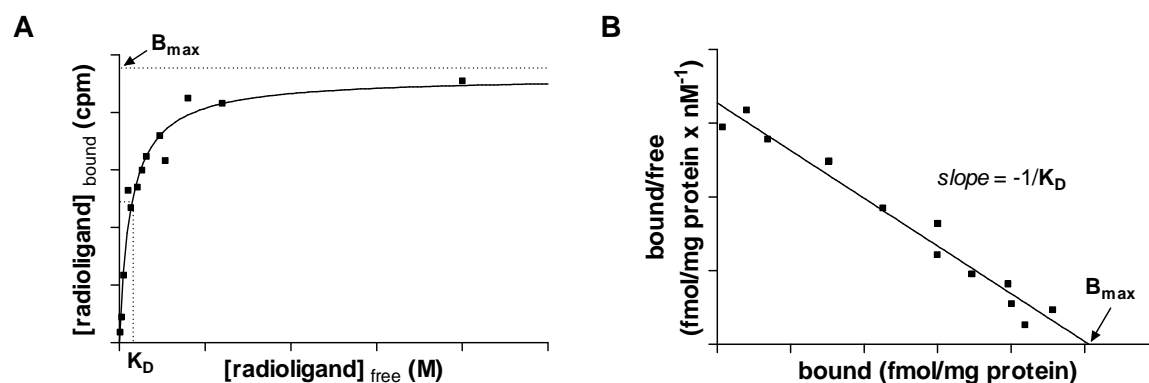 A
B
Bmax
[radioligand] bound (cpm)
KD
[radioligand] free (M)
bound/free
(fmol/mg protein x nM-1)
slope = -1/KD
Bmax
bound (fmol/mg protein)